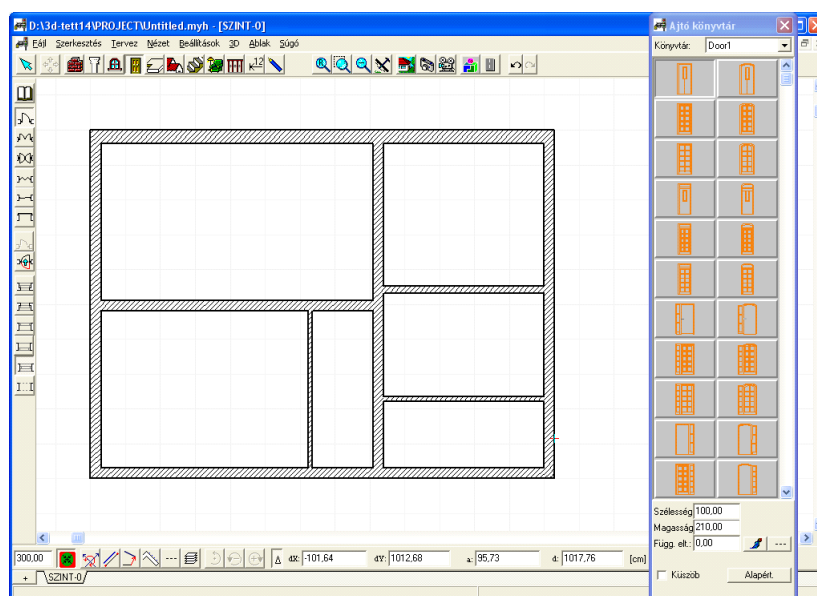 D:\3d-tett14\PROJECT\Untitled.myh - [SZINT-0]
Fájl Szerkesztés Tervez Nézet Beállítások 3D Ablak Súgó
K12
Ajtó könyvtár
Könyvtár: Door1
Szélesség 100,00
Magasság 210,00
Függ. elt.: 0,00
---
Küszöb Alapért.
300,00 Δ dX: -101,64 dY: 1012,68 a: 95,73 d: 1017,76 [cm]
+ SZINT-0